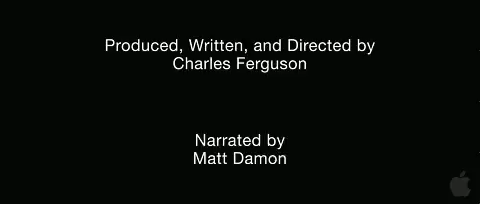 Produced, Written, and Directed by
Charles Ferguson
Narrated by
Matt Damon